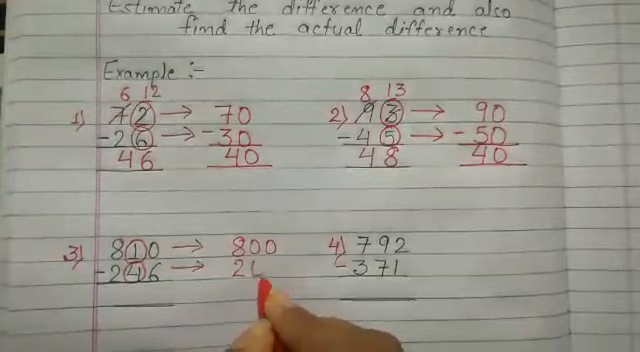 Estimate the difference and also
find the actual difference
Example :-
6 12 8 13
1) 72 → 70 2) 93 → 90
-26 → -30 -45 → -50
46 40 48 40
3) 810 → 800 4) 792
-246 → 2 -371